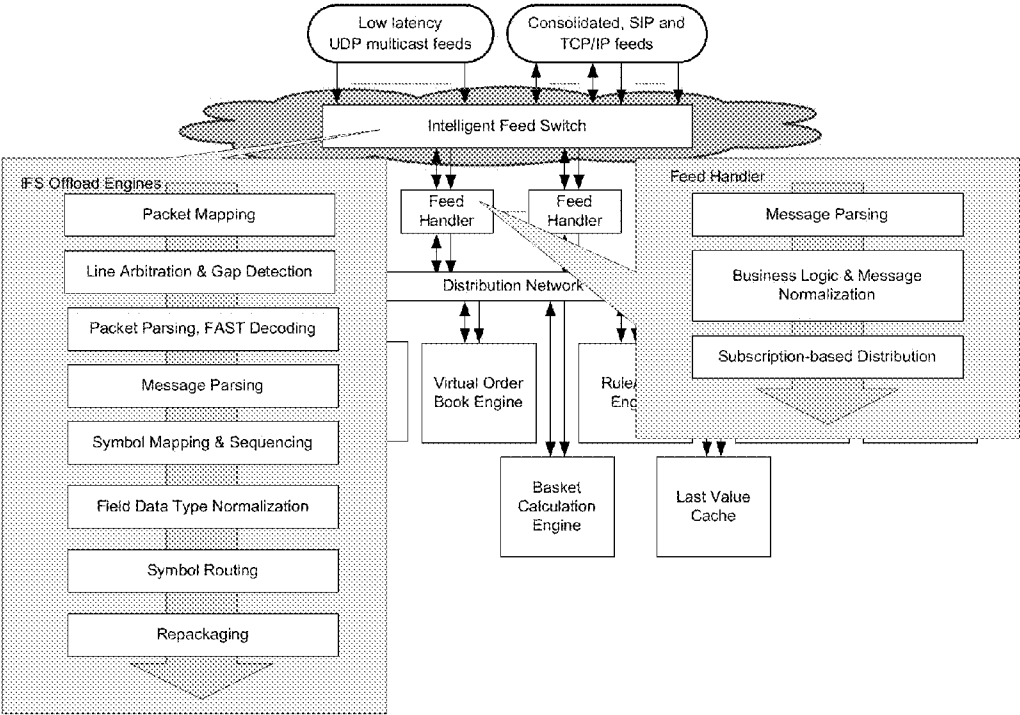 Low latency
UDP multicast feeds
Consolidated, SIP and
TCP/IP feeds
Intelligent Feed Switch
IFS Offload Engines
Packet Mapping
Line Arbitration & Gap Detection
Packet Parsing, FAST Decoding
Message Parsing
Symbol Mapping & Sequencing
Field Data Type Normalization
Symbol Routing
Repackaging
Feed
Handler
Feed
Handler
Distribution Network
Virtual Order
Book Engine
Basket
Calculation
Engine
Last Value
Cache
Feed Handler
Message Parsing
Business Logic & Message
Normalization
Subscription-based Distribution